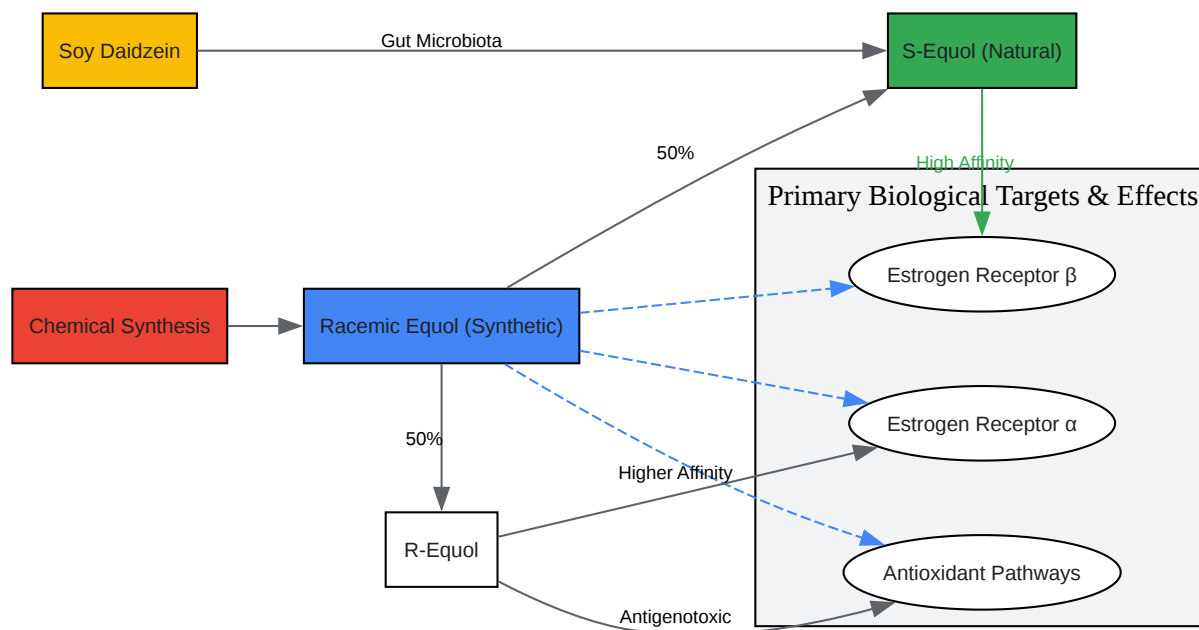 Soy Daidzein
Gut Microbiota
S-Equol (Natural)
50%
High Affinity
Primary Biological Targets & Effects
Estrogen Receptor β
Chemical Synthesis
Racemic Equol (Synthetic)
Estrogen Receptor α
50%
Higher Affinity
R-Equol
Antioxidant Pathways
Antigenotoxic